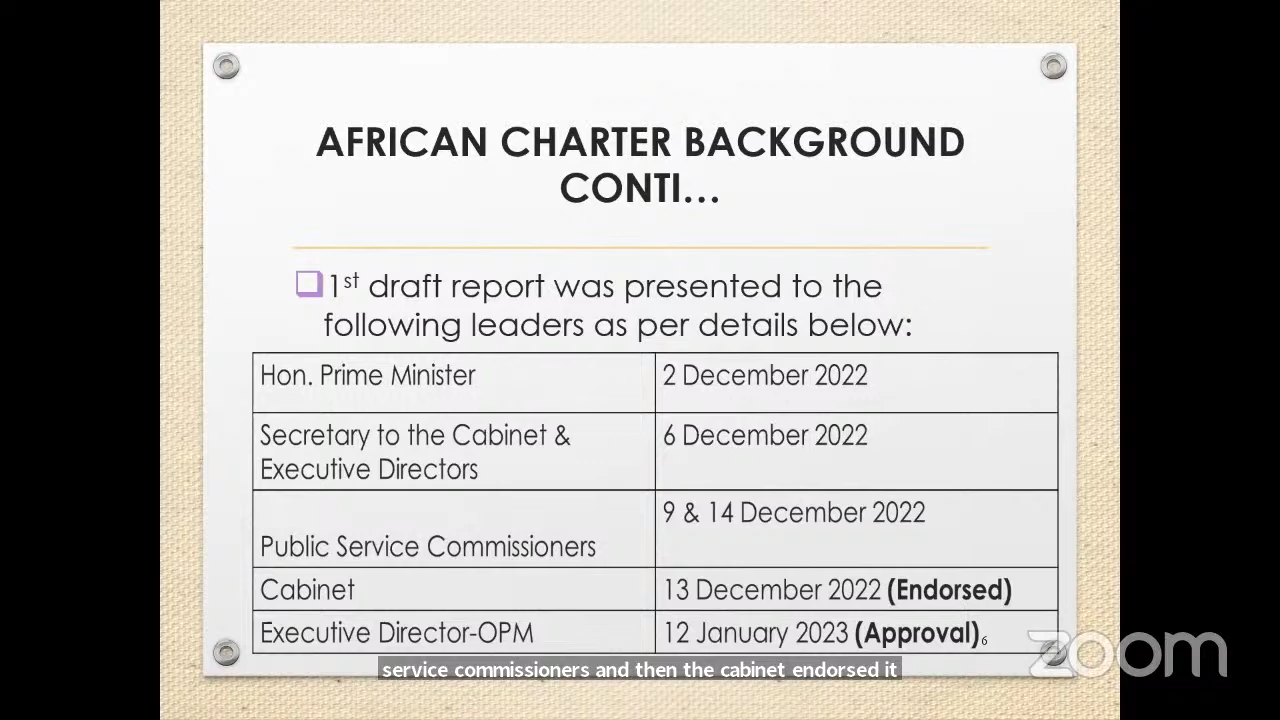 AFRICAN CHARTER BACKGROUND
CONTI...
1st draft report was presented to the
following leaders as per details below:
Hon. Prime Minister
2 December 2022
Secretary to the Cabinet &
Executive Directors
6 December 2022
Public Service Commissioners
9 & 14 December 2022
Cabinet
13 December 2022 (Endorsed)
Executive Director-OPM
12 January 2023 (Approval)
6
zoom
service commissioners and then the cabinet endorsed it